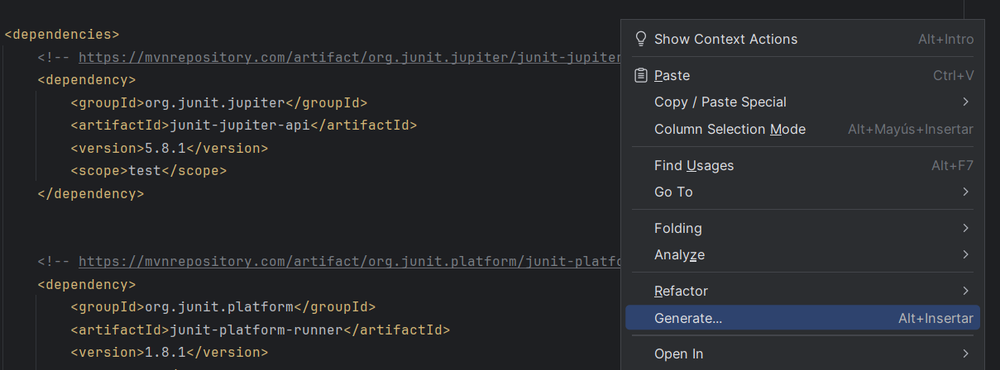 <dependencies>
<!-- https://mvnrepository.com/artifact/org.junit.jupiter/junit-jupiter
<dependency>
<groupId>org.junit.jupiter</groupId>
<artifactId>junit-jupiter-api</artifactId>
<version>5.8.1</version>
<scope>test</scope>
</dependency>
<!-- https://mvnrepository.com/artifact/org.junit.platform/junit-platfo
<dependency>
<groupId>org.junit.platform</groupId>
<artifactId>junit-platform-runner</artifactId>
<version>1.8.1</version>
Show Context Actions Alt+Intro
Paste Ctrl+V
Copy / Paste Special
Column Selection Mode Alt+Mayús+Insertar
Find Usages Alt+F7
Go To
Folding
Analyze
Refactor
Generate... Alt+Insertar
Open In